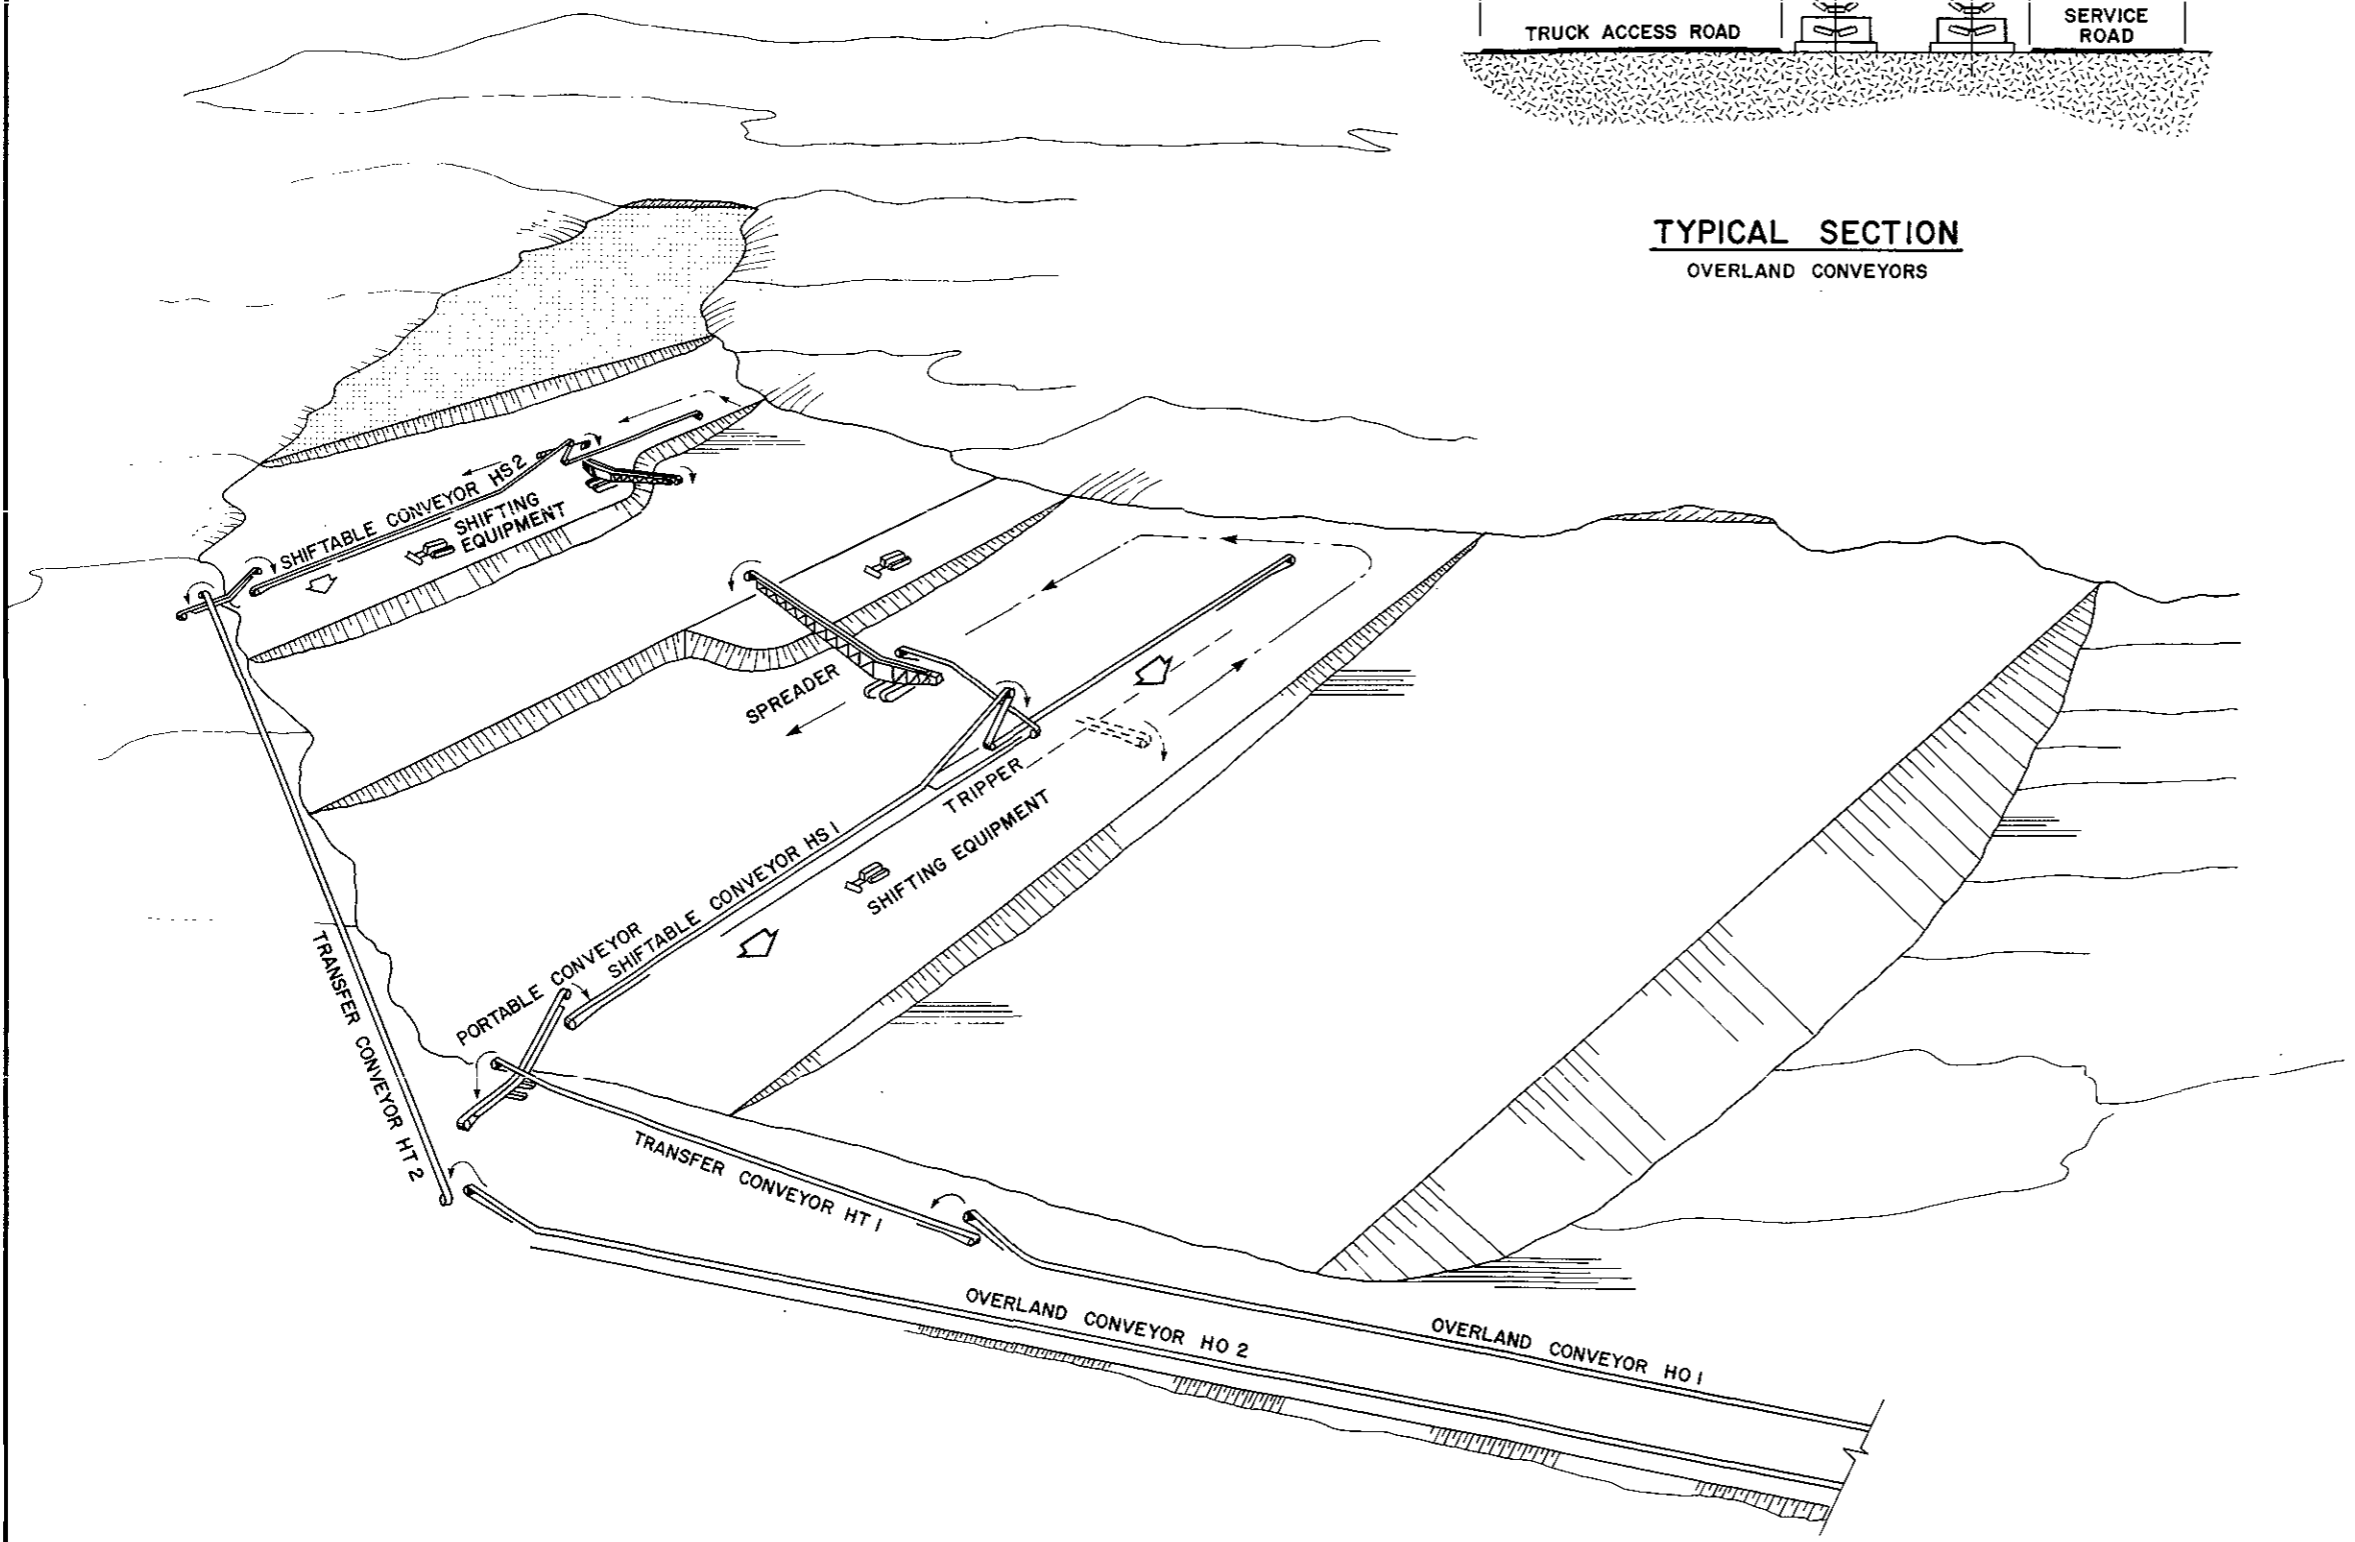 TRUCK ACCESS ROAD
SERVICE
ROAD
TYPICAL SECTION
OVERLAND CONVEYORS
SHIFTABLE CONVEYOR HS2
SHIFTING
EQUIPMENT
SPREADER
TRIPPER
SHIFTING EQUIPMENT
SHIFTABLE CONVEYOR HS1
PORTABLE CONVEYOR
TRANSFER CONVEYOR HT2
TRANSFER CONVEYOR HT1
OVERLAND CONVEYOR HO2
OVERLAND CONVEYOR HO1